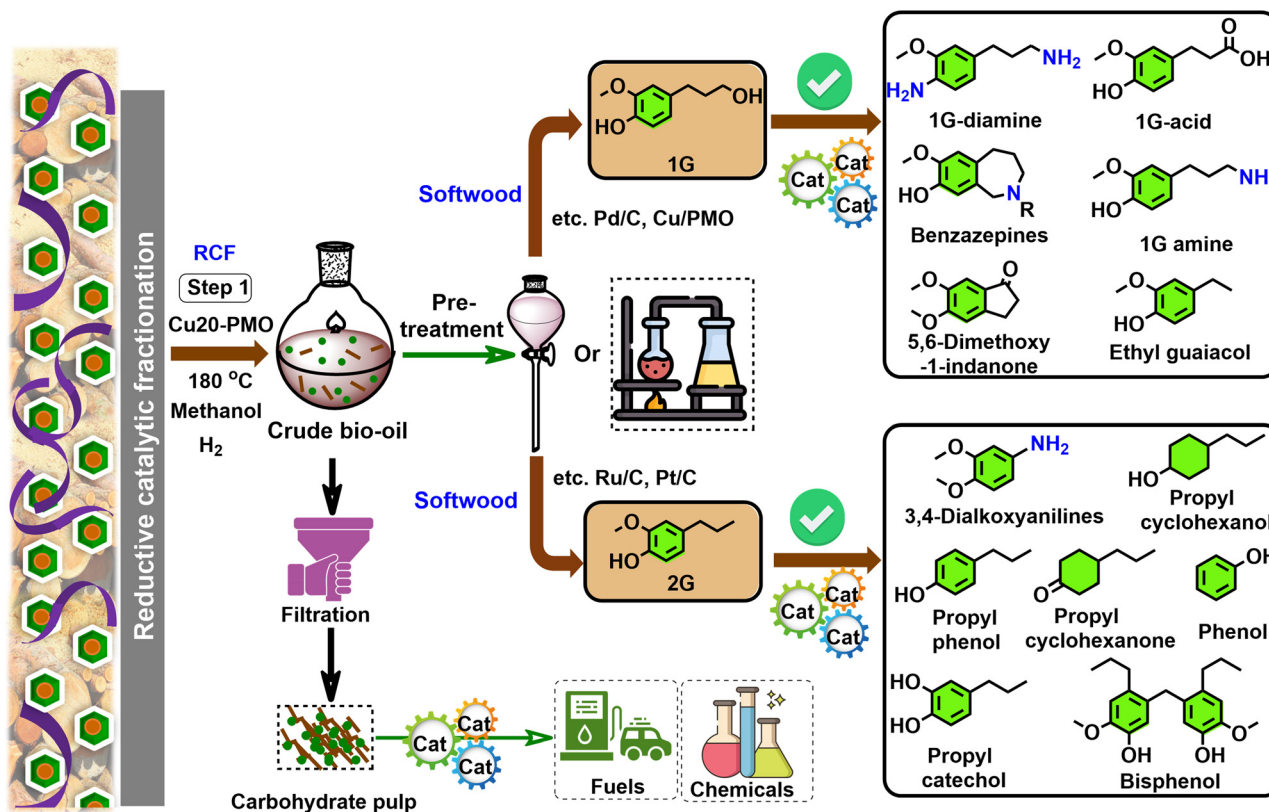 Reductive catalytic fractionation
RCF
Step 1
Cu20-PMO
180 °C
Methanol
H₂
Crude bio-oil
Filtration
Carbohydrate pulp
Cat
Cat
Cat
Fuels
Chemicals
Pre-
treatment
Or
Softwood
etc. Pd/C, Cu/PMO
O
HO
OH
1G
Cat
Cat
Cat
Softwood
etc. Ru/C, Pt/C
O
HO
2G
Cat
Cat
Cat
O
H₂N
NH₂
1G-diamine
O
HO
O
OH
1G-acid
O
HO
N
R
Benzazepines
O
HO
NH
1G amine
O
O
O
5,6-Dimethoxy
-1-indanone
O
HO
Ethyl guaiacol
O
O
NH₂
3,4-Dialkoxyanilines
HO
Propyl
cyclohexanol
HO
Propyl
phenol
O
Propyl
cyclohexanone
OH
Phenol
HO
HO
Propyl
catechol
O
OH
OH
O
Bisphenol